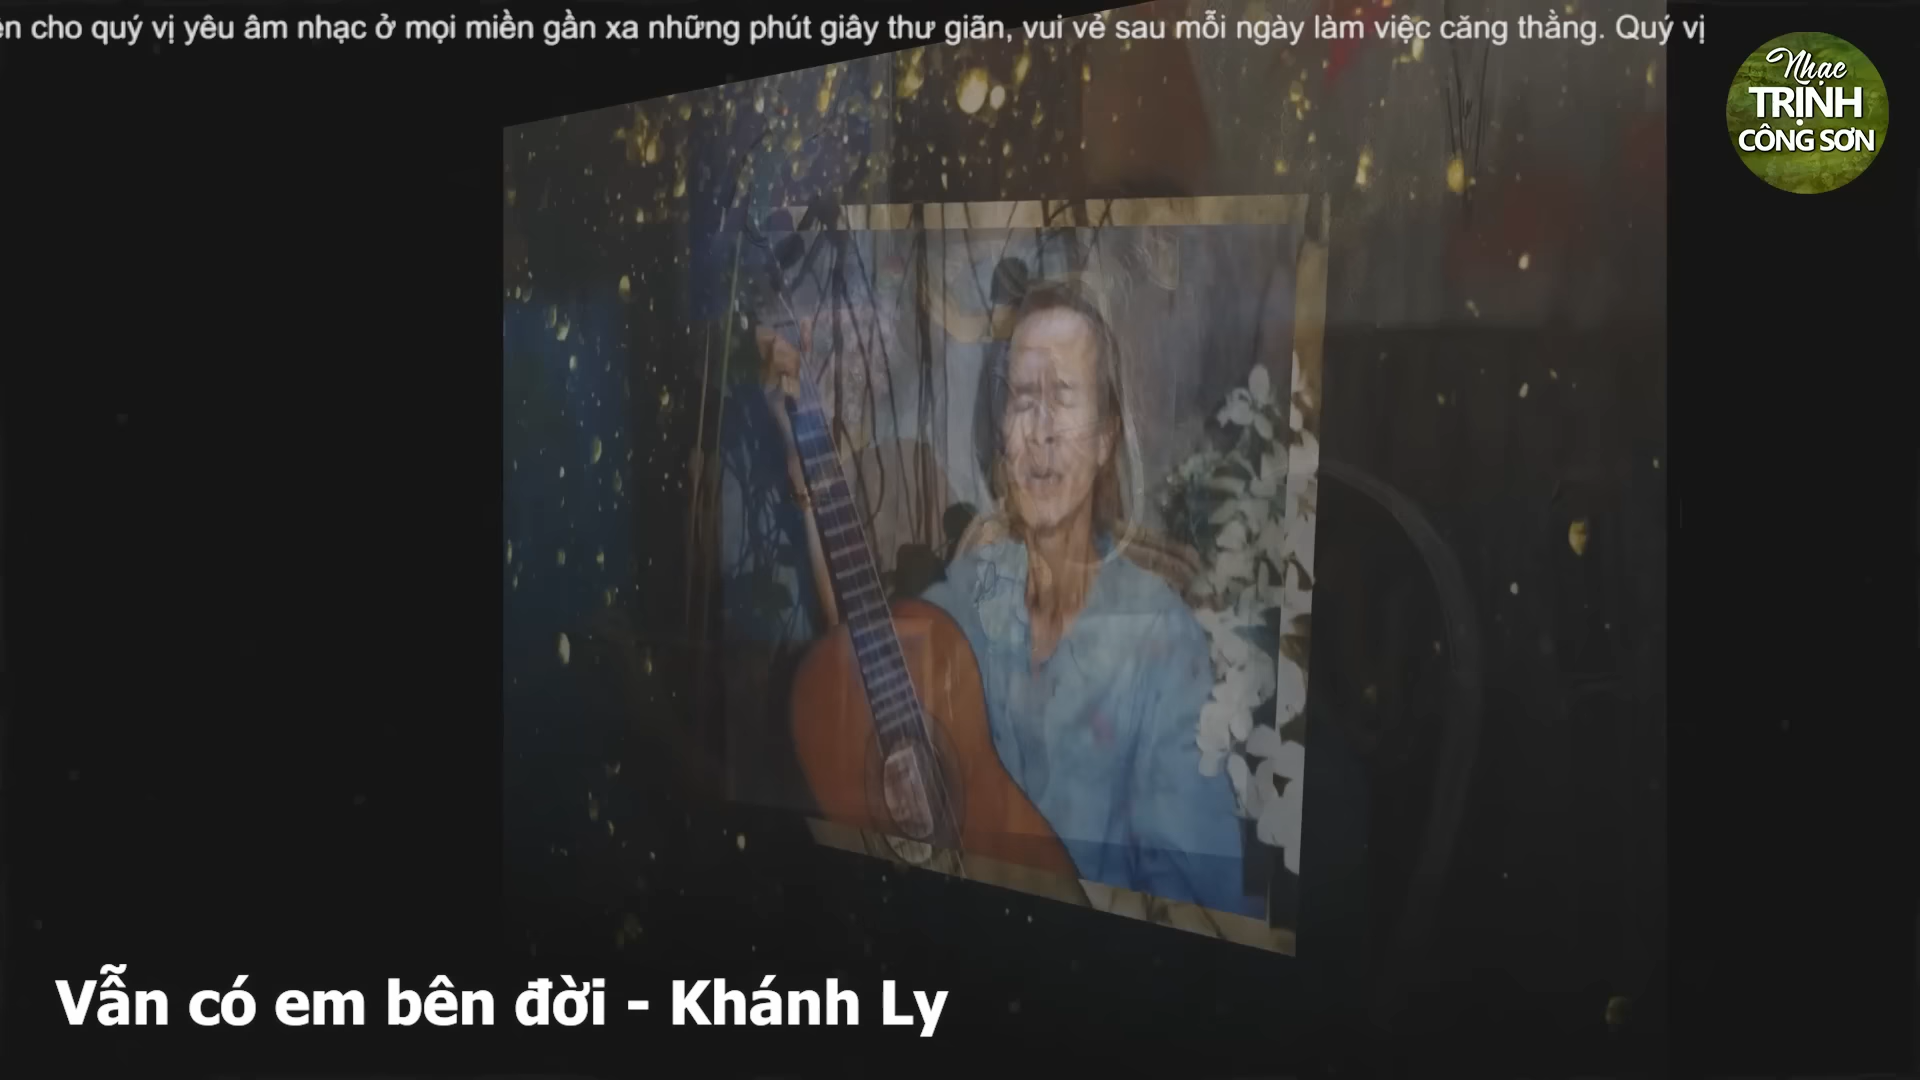 cho quý vị yêu âm nhạc ở mọi miền gần xa những phút giây thư giãn, vui vẻ sau mỗi ngày làm việc căng thẳng. Quý vị
Nhạc
TRỊNH
CÔNG SƠN
Vẫn có em bên đời - Khánh Ly